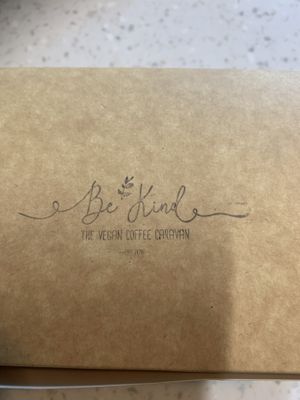 Be Kind
THE VEGAN COFFEE CARAVAN